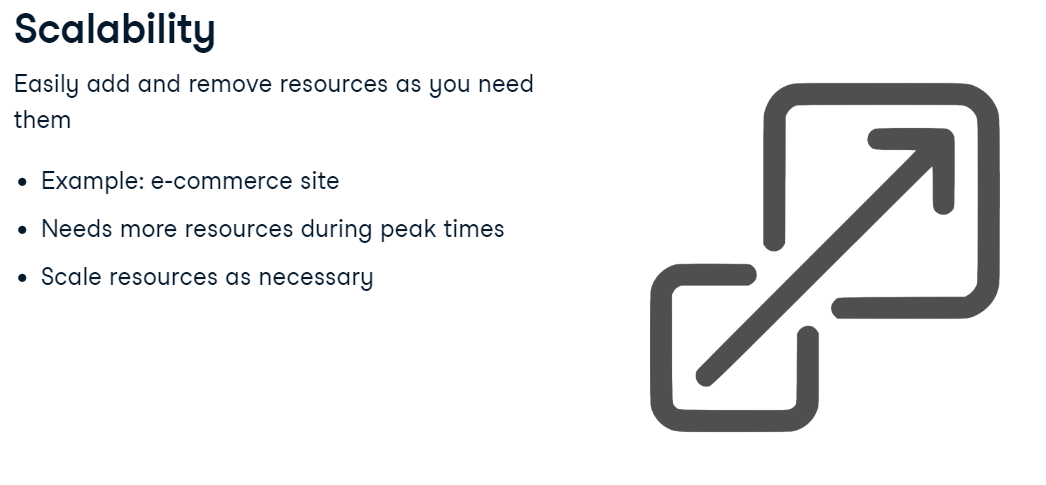 Scalability
Easily add and remove resources as you need
them
• Example: e-commerce site
• Needs more resources during peak times
• Scale resources as necessary